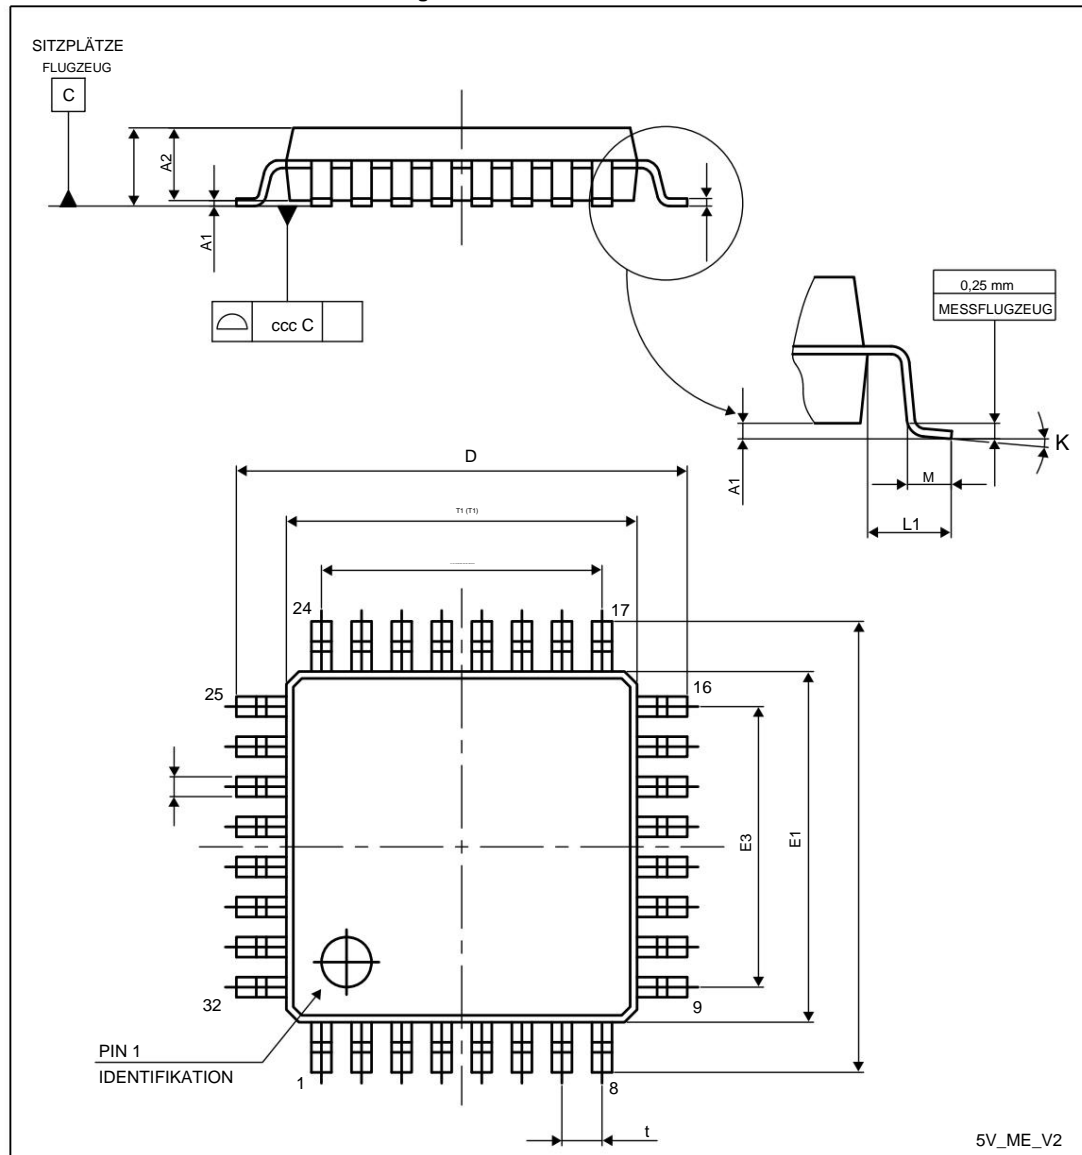 SITZPLÄTZE
FLUGZEUG
C
A2
A1
ccc C
0,25 mm
MESSFLUGZEUG
A1
M
K
L1
D
T1 (T1)
24
17
25
16
E3
E1
32
9
PIN 1
IDENTIFIKATION
1
8
t
5V_ME_V2